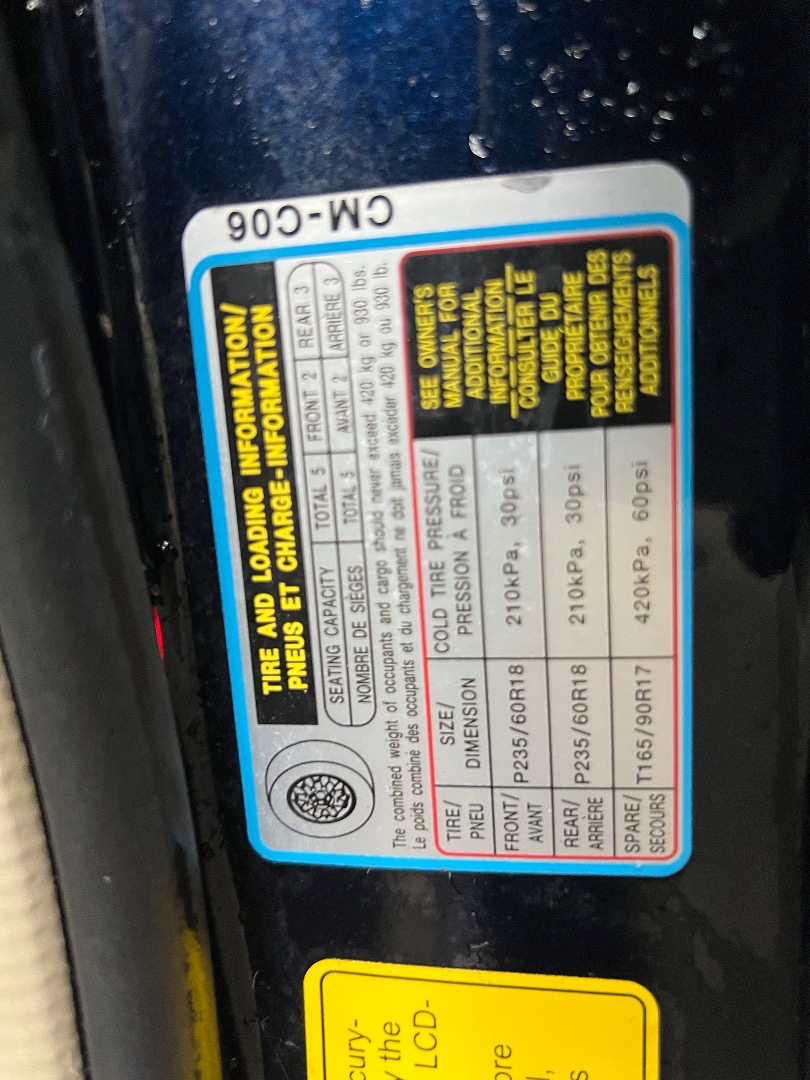 CM-C06
TIRE AND LOADING INFORMATION/
PNEUS ET CHARGE-INFORMATION
SEATING CAPACITY TOTAL 5 FRONT 2 REAR 3
NOMBRE DE SIÈGES TOTAL 5 AVANT 2 ARRIÈRE 3
The combined weight of occupants and cargo should never exceed 420 kg or 930 lbs.
Le poids combiné des occupants et du chargement ne doit jamais excéder 420 kg ou 930 lb.
TIRE/
PNEU
SIZE/
DIMENSION
COLD TIRE PRESSURE/
PRESSION À FROID
FRONT/
AVANT
P235/60R18
210kPa, 30psi
REAR/
ARRIÈRE
P235/60R18
210kPa, 30psi
SPARE/
SECOURS
T165/90R17
420kPa, 60psi
SEE OWNER'S
MANUAL FOR
ADDITIONAL
INFORMATION
CONSULTER LE
GUIDE DU
PROPRIÉTAIRE
POUR OBTENIR DES
RENSEIGNEMENTS
ADDITIONNELS
cury-
the
LCD-
ore